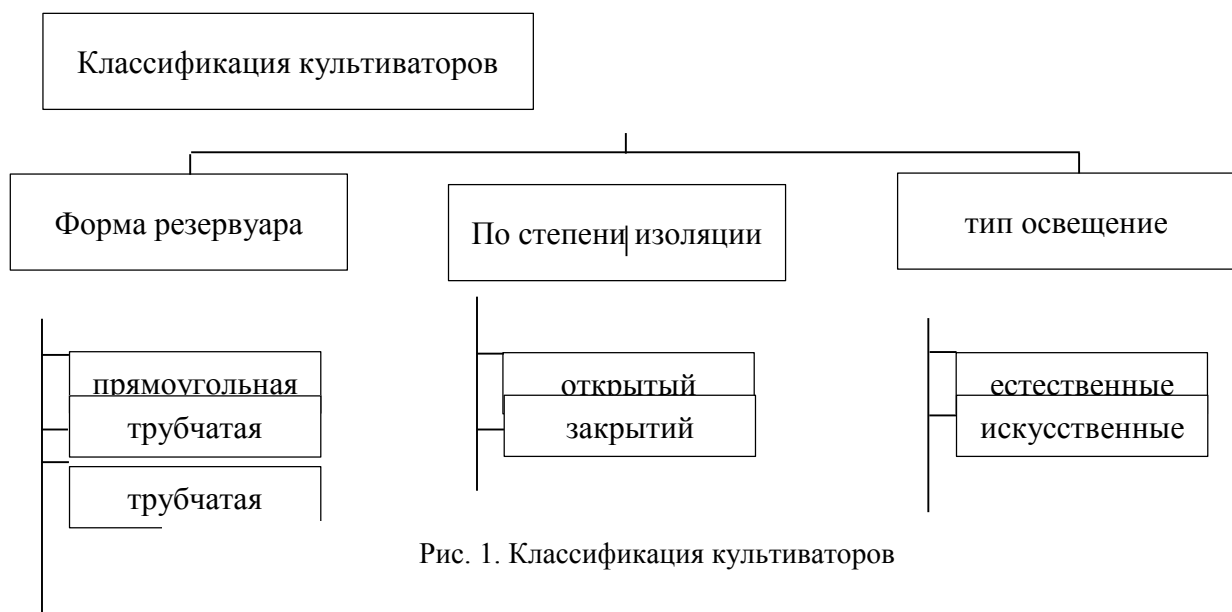 Классификация культиваторов
Форма резервуара
По степени изоляции
тип освещение
прямоугольная
трубчатая
трубчатая
открытый
закрытий
естественные
искусственные
Рис. 1. Классификация культиваторов